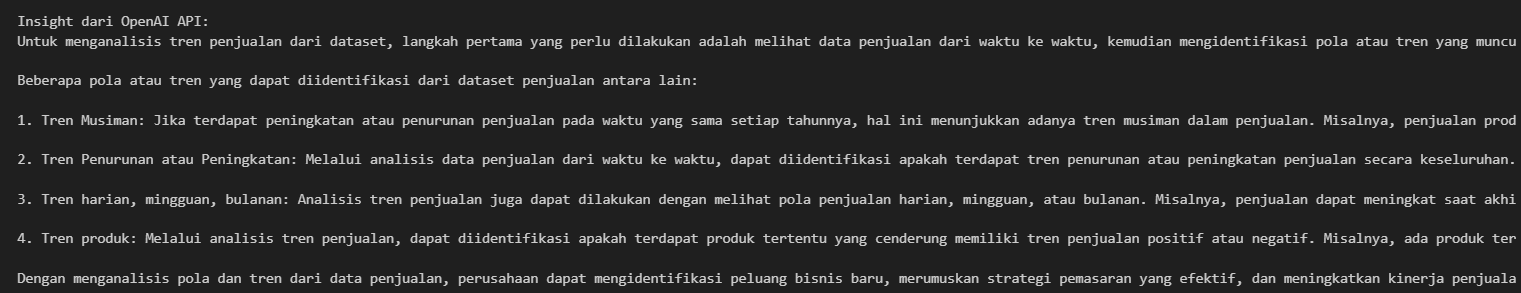 Insight dari OpenAI API:
Untuk menganalisis tren penjualan dari dataset, langkah pertama yang perlu dilakukan adalah melihat data penjualan dari waktu ke waktu, kemudian mengidentifikasi pola atau tren yang muncu
Beberapa pola atau tren yang dapat diidentifikasi dari dataset penjualan antara lain:
1. Tren Musiman: Jika terdapat peningkatan atau penurunan penjualan pada waktu yang sama setiap tahunnya, hal ini menunjukkan adanya tren musiman dalam penjualan. Misalnya, penjualan prod
2. Tren Penurunan atau Peningkatan: Melalui analisis data penjualan dari waktu ke waktu, dapat diidentifikasi apakah terdapat tren penurunan atau peningkatan penjualan secara keseluruhan.
3. Tren harian, mingguan, bulanan: Analisis tren penjualan juga dapat dilakukan dengan melihat pola penjualan harian, mingguan, atau bulanan. Misalnya, penjualan dapat meningkat saat akhi
4. Tren produk: Melalui analisis tren penjualan, dapat diidentifikasi apakah terdapat produk tertentu yang cenderung memiliki tren penjualan positif atau negatif. Misalnya, ada produk ter
Dengan menganalisis pola dan tren dari data penjualan, perusahaan dapat mengidentifikasi peluang bisnis baru, merumuskan strategi pemasaran yang efektif, dan meningkatkan kinerja penjuala